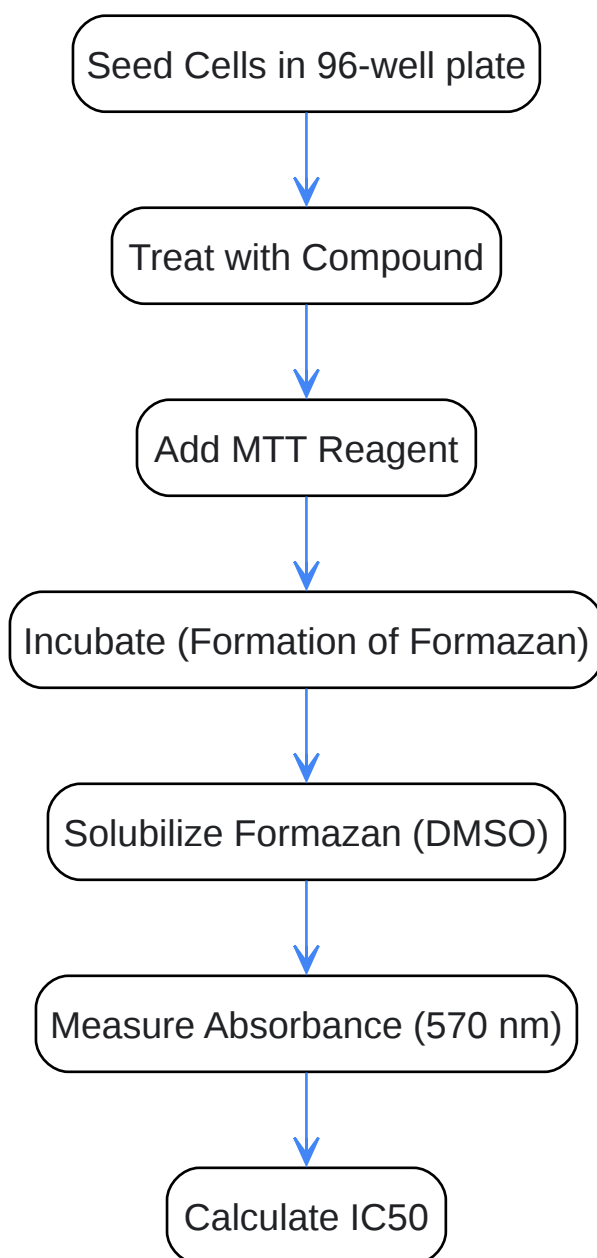 Seed Cells in 96-well plate
Treat with Compound
Add MTT Reagent
Incubate (Formation of Formazan)
Solubilize Formazan (DMSO)
Measure Absorbance (570 nm)
Calculate IC50